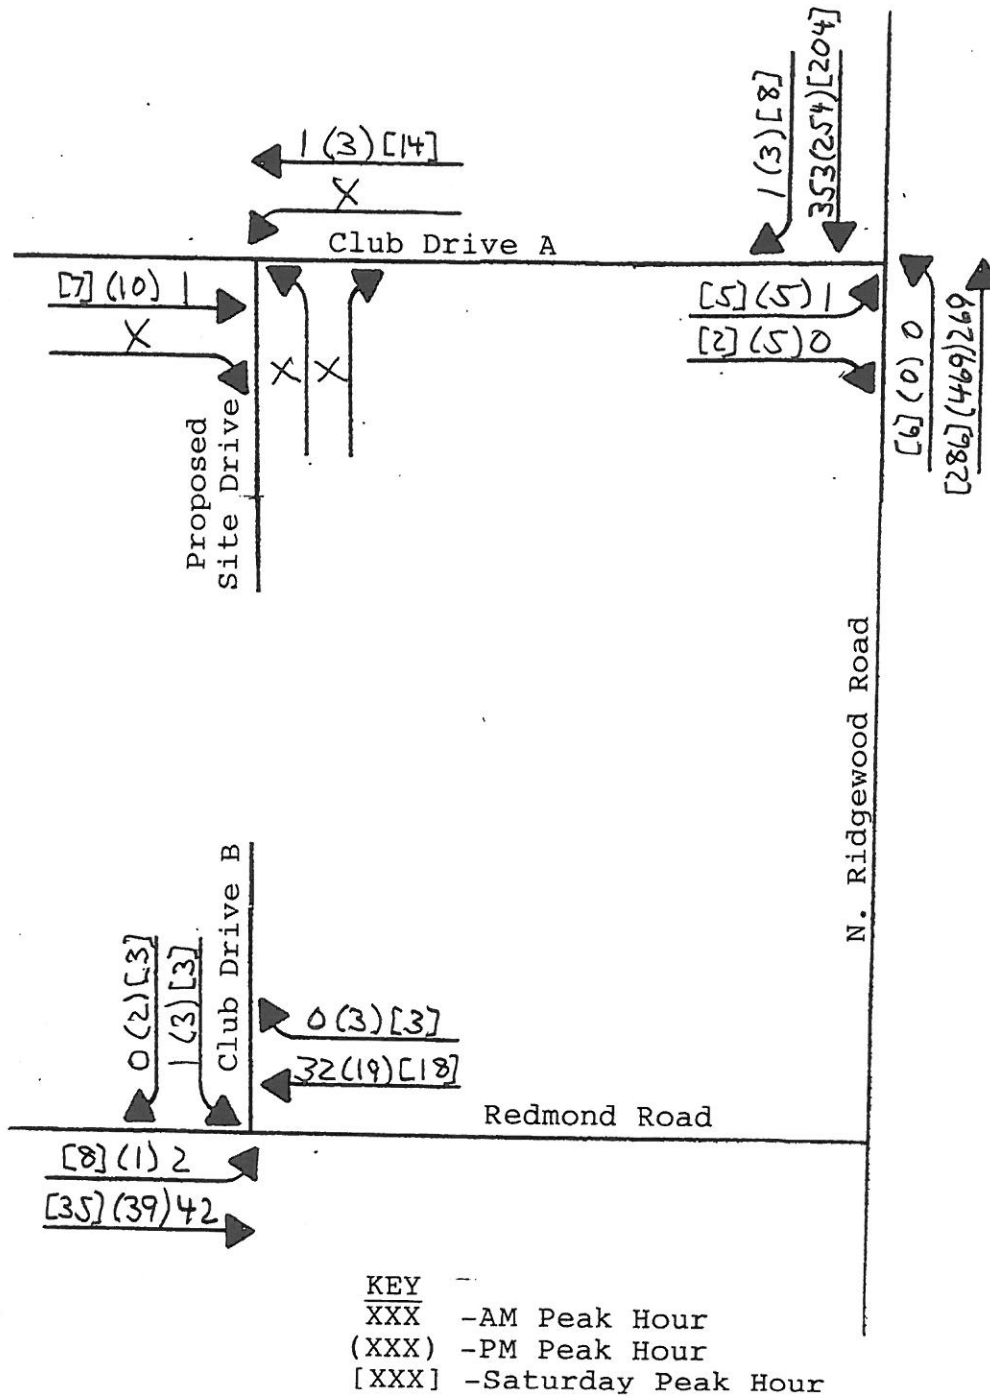 1 (3) [8]
353 (254) [204]
1 (3) [14]
X
Club Drive A
[7] (10) 1
X
X
X
[5] (5) 1
[2] (5) 0
[6] (0) 0
[286] (469) 269
Proposed
Site Drive
N. Ridgewood Road
Club Drive B
0 (2) [3]
1 (3) [3]
0 (3) [3]
32 (19) [18]
Redmond Road
[8] (1) 2
[35] (39) 42
KEY
XXX -AM Peak Hour
(XXX) -PM Peak Hour
[XXX] -Saturday Peak Hour